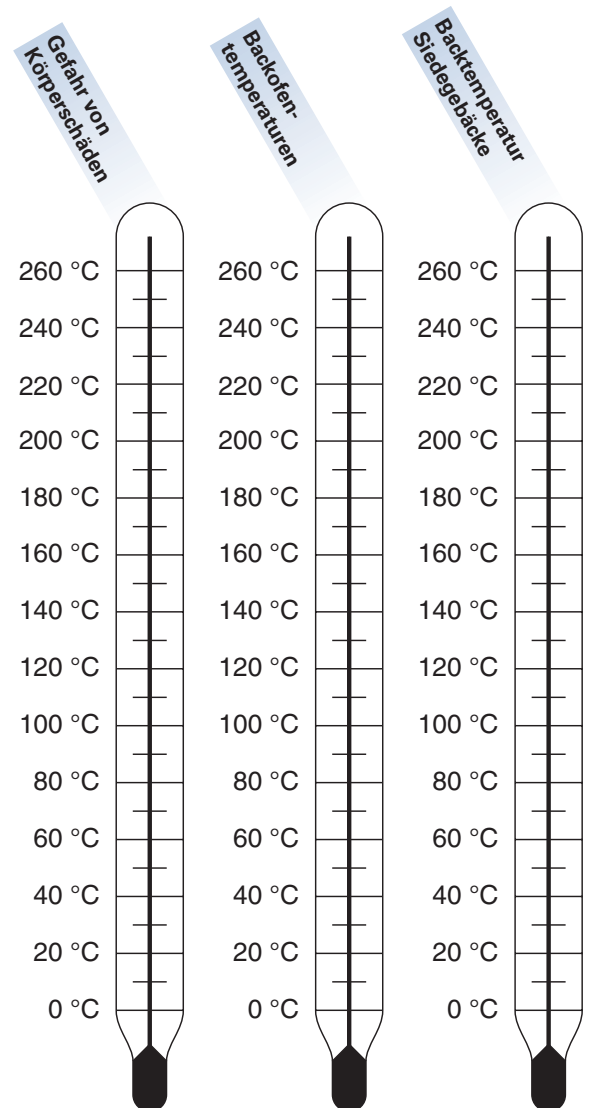 Gefahr von
Körperschäden
Backofen-
temperaturen
Backtemperatur
Siedegebäcke
260 °C 260 °C 260 °C
240 °C 240 °C 240 °C
220 °C 220 °C 220 °C
200 °C 200 °C 200 °C
180 °C 180 °C 180 °C
160 °C 160 °C 160 °C
140 °C 140 °C 140 °C
120 °C 120 °C 120 °C
100 °C 100 °C 100 °C
80 °C 80 °C 80 °C
60 °C 60 °C 60 °C
40 °C 40 °C 40 °C
20 °C 20 °C 20 °C
0 °C 0 °C 0 °C